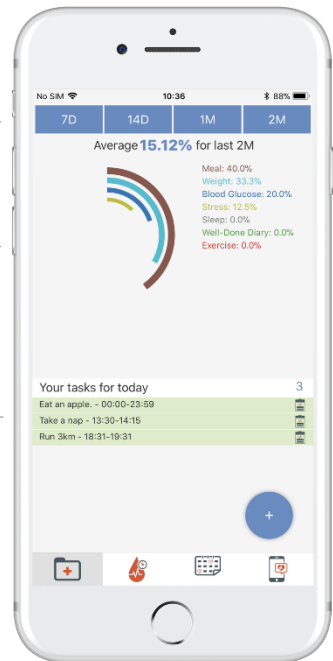 No SIM 10:36 88%
7D 14D 1M 2M
Average 15.12% for last 2M
Meal: 40.0%
Weight: 33.3%
Blood Glucose: 20.0%
Stress: 12.5%
Sleep: 0.0%
Well-Done Diary: 0.0%
Exercise: 0.0%
Your tasks for today 3
Eat an apple. - 00:00-23:59
Take a nap - 13:30-14:15
Run 3km - 18:31-19:31
+